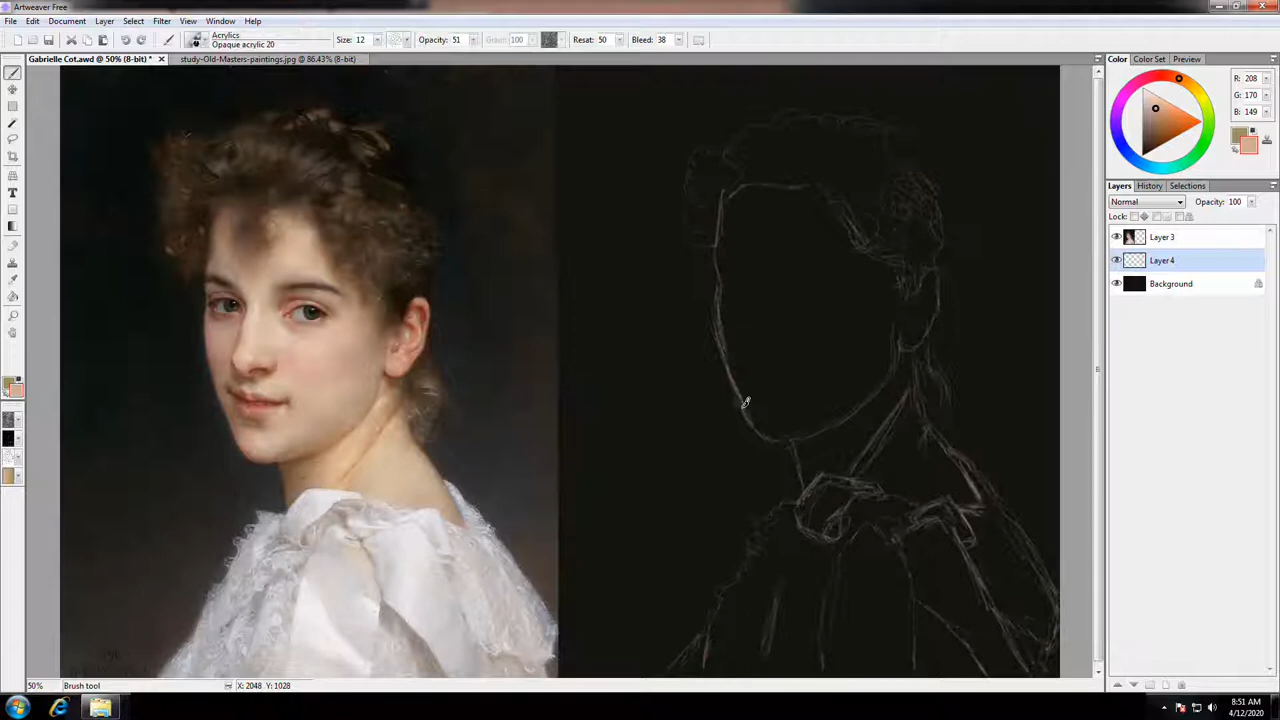 Artweaver Free
File Edit Document Layer Select Filter View Window Help
Acrylics
Opaque acrylic 20
Size: 12 Opacity: 51 Grain: 100 Resat: 50 Bleed: 38
Gabrielle Cot.awd @ 50% (8-bit) * study-Old-Masters-paintings.jpg @ 86.43% (8-bit)
Color Color Set Preview
R: 208
G: 170
B: 149
Layers History Selections
Normal Opacity: 100
Lock:
Layer 3
Layer 4
Background
T
50% Brush tool X: 2048 Y: 1028
8:51 AM
4/12/2020